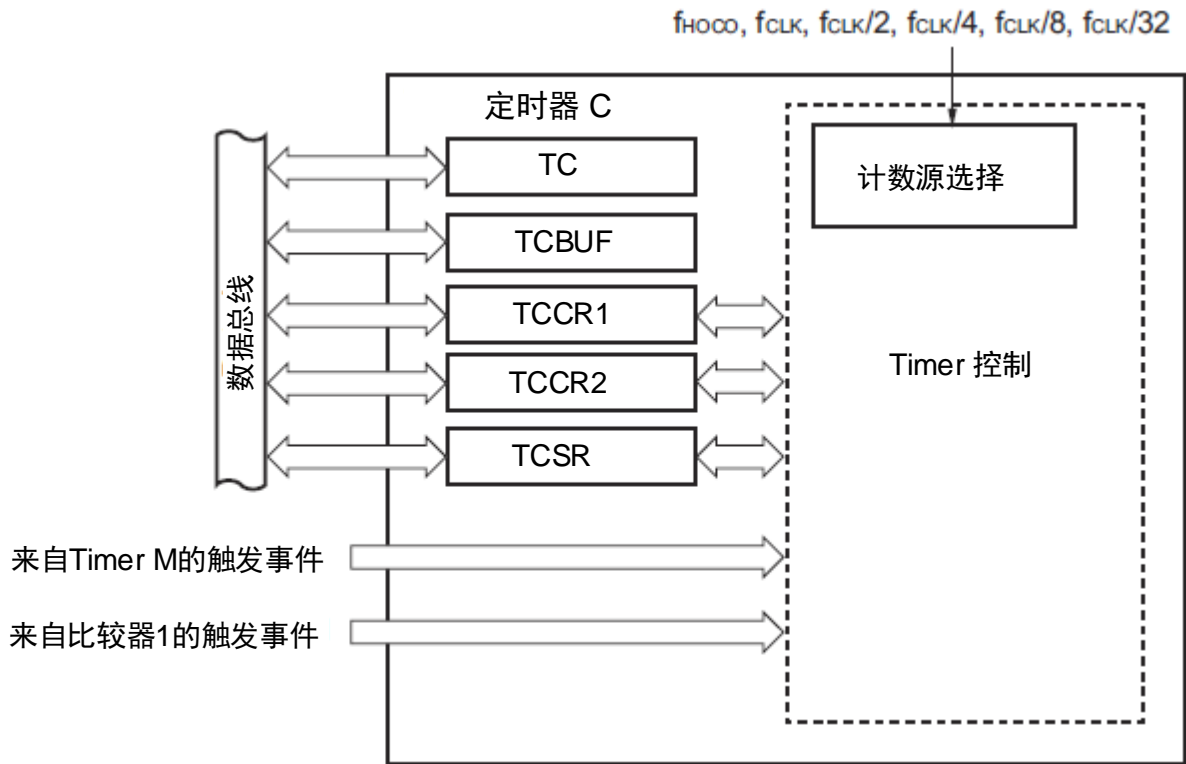 fHOCO, fCLK, fCLK/2, fCLK/4, fCLK/8, fCLK/32
定时器 C
TC
计数源选择
TCBUF
数据总线
TCCR1
Timer 控制
TCCR2
TCSR
来自Timer M的触发事件
来自比较器1的触发事件